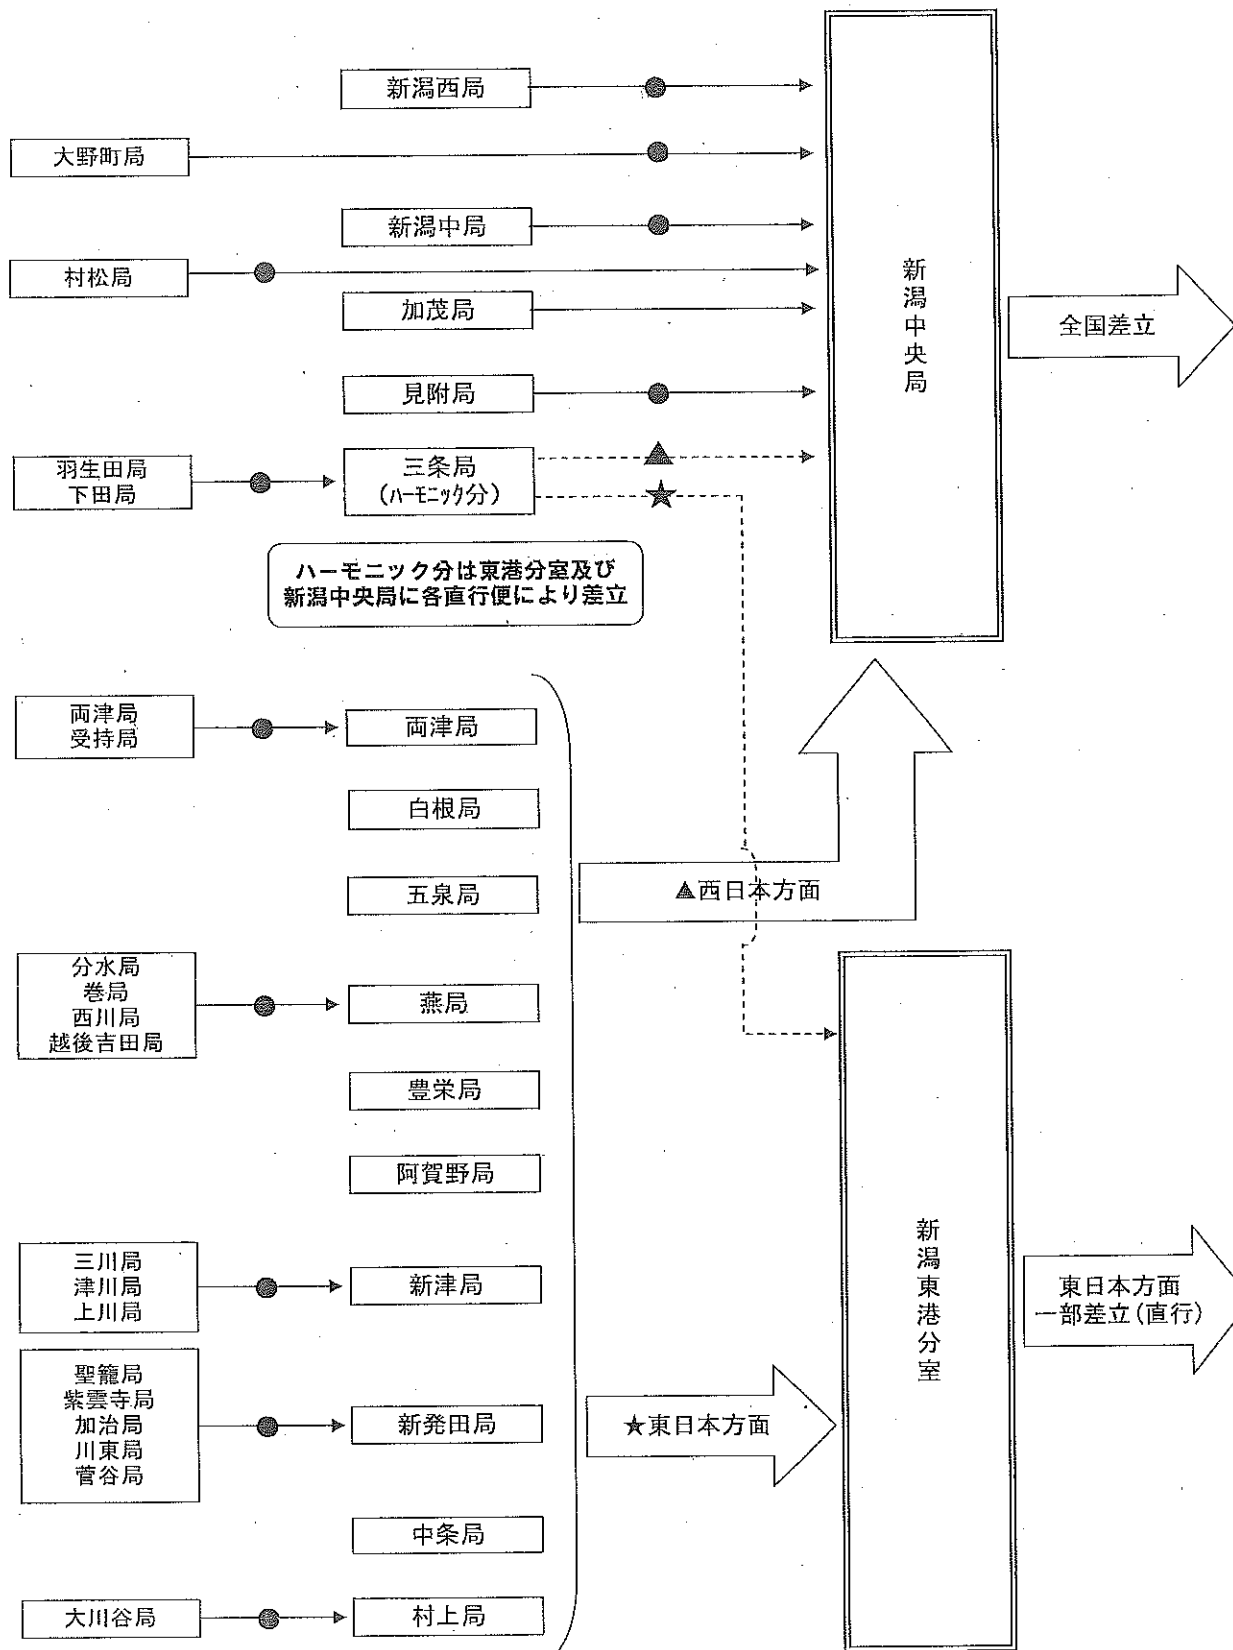 新潟西局
大野町局
新潟中局
村松局
加茂局
見附局
羽生田局
下田局
三条局
(ハーモニック分)
新潟中央局
全国差立
ハーモニック分は東港分室及び
新潟中央局に各直行便により差立
両津局
受持局
両津局
白根局
五泉局
▲西日本方面
分水局
巻局
西川局
越後吉田局
燕局
豊栄局
阿賀野局
三川局
津川局
上川局
新津局
新潟東港分室
東日本方面
一部差立(直行)
聖籠局
紫雲寺局
加治局
川東局
菅谷局
新発田局
★東日本方面
中条局
大川谷局
村上局